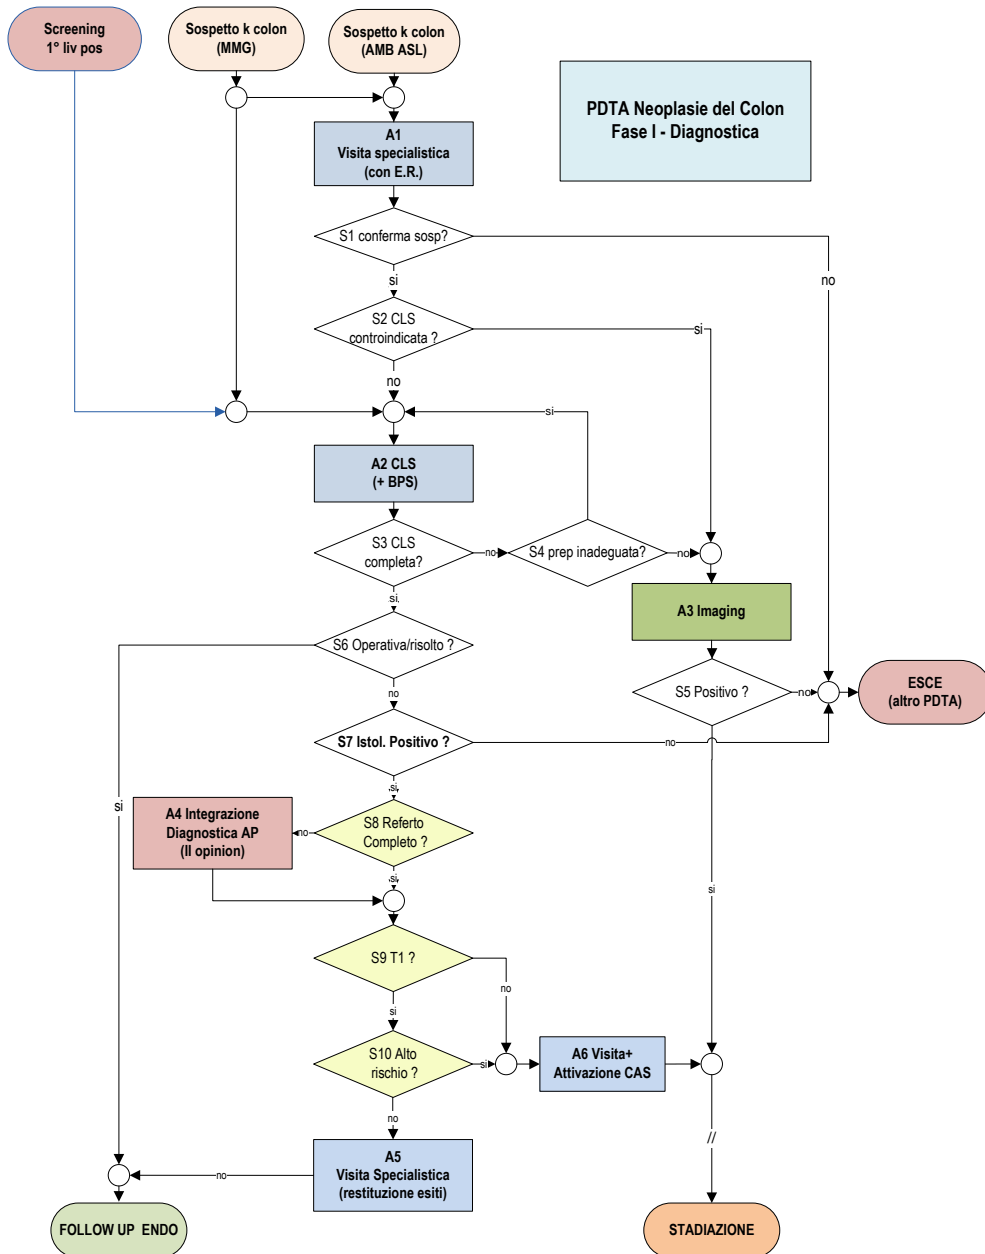 Screening
1° liv pos
Sospetto k colon
(MMG)
Sospetto k colon
(AMB ASL)
PDTA Neoplasie del Colon
Fase I - Diagnostica
A1
Visita specialistica
(con E.R.)
S1 conferma sosp?
no
si
S2 CLS
controindicata ?
si
no
si
A2 CLS
(+ BPS)
S3 CLS
completa?
no
S4 prep inadeguata?
no
si
A3 Imaging
S6 Operativa/risolto ?
S5 Positivo ?
no
ESCE
(altro PDTA)
no
S7 Istol. Positivo ?
no
si
si
A4 Integrazione
Diagnostica AP
(II opinion)
no
S8 Referto
Completo ?
si
si
S9 T1 ?
no
si
S10 Alto
rischio ?
si
A6 Visita+
Attivazione CAS
no
//
A5
Visita Specialistica
(restituzione esiti)
no
FOLLOW UP ENDO
STADIAZIONE